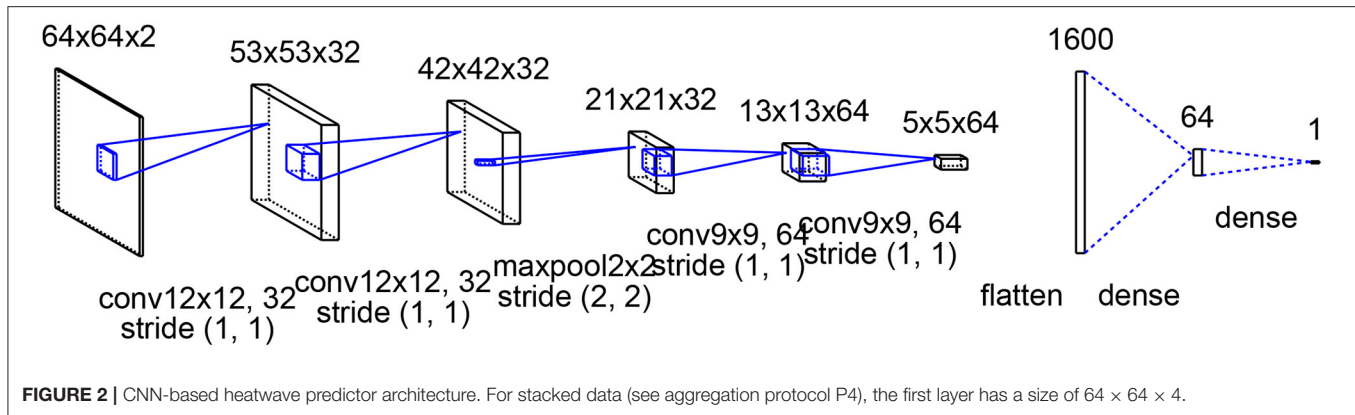 64x64x2
53x53x32
42x42x32
21x21x32
13x13x64
5x5x64
1600
64
1
conv12x12, 32
stride (1, 1)
conv12x12, 32
stride (1, 1)
maxpool2x2
stride (2, 2)
conv9x9, 64
stride (1, 1)
conv9x9, 64
stride (1, 1)
flatten
dense
dense
FIGURE 2 | CNN-based heatwave predictor architecture. For stacked data (see aggregation protocol P4), the first layer has a size of 64 × 64 × 4.